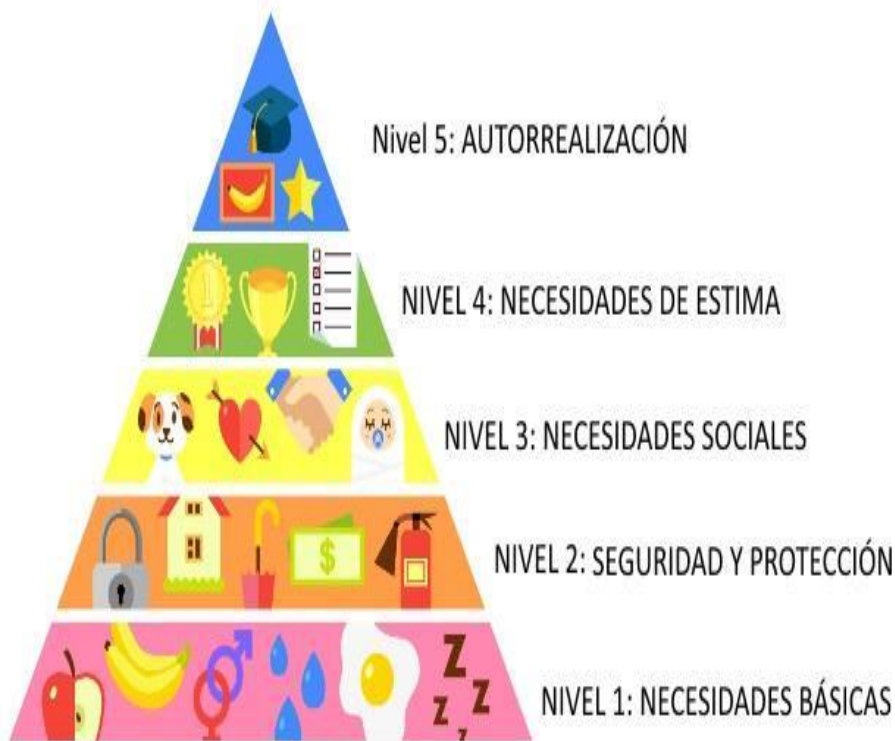 Nivel 5: AUTORREALIZACIÓN
1
NIVEL 4: NECESIDADES DE ESTIMA
NIVEL 3: NECESIDADES SOCIALES
$
NIVEL 2: SEGURIDAD Y PROTECCIÓN
Z
Z
Z
Z
NIVEL 1: NECESIDADES BÁSICAS